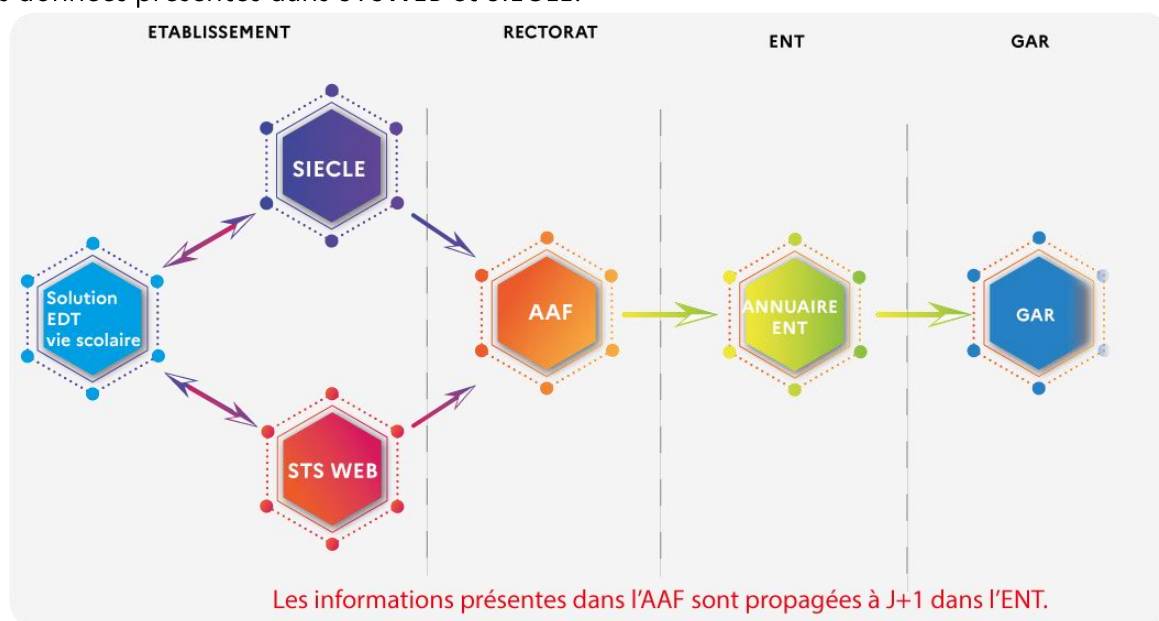 ETABLISSEMENT
RECTORAT
ENT
GAR
SIECLE
Solution
EDT
vie scolaire
AAF
ANNUAIRE
ENT
GAR
STS WEB
Les informations présentes dans l'AAF sont propagées à J+1 dans l'ENT.